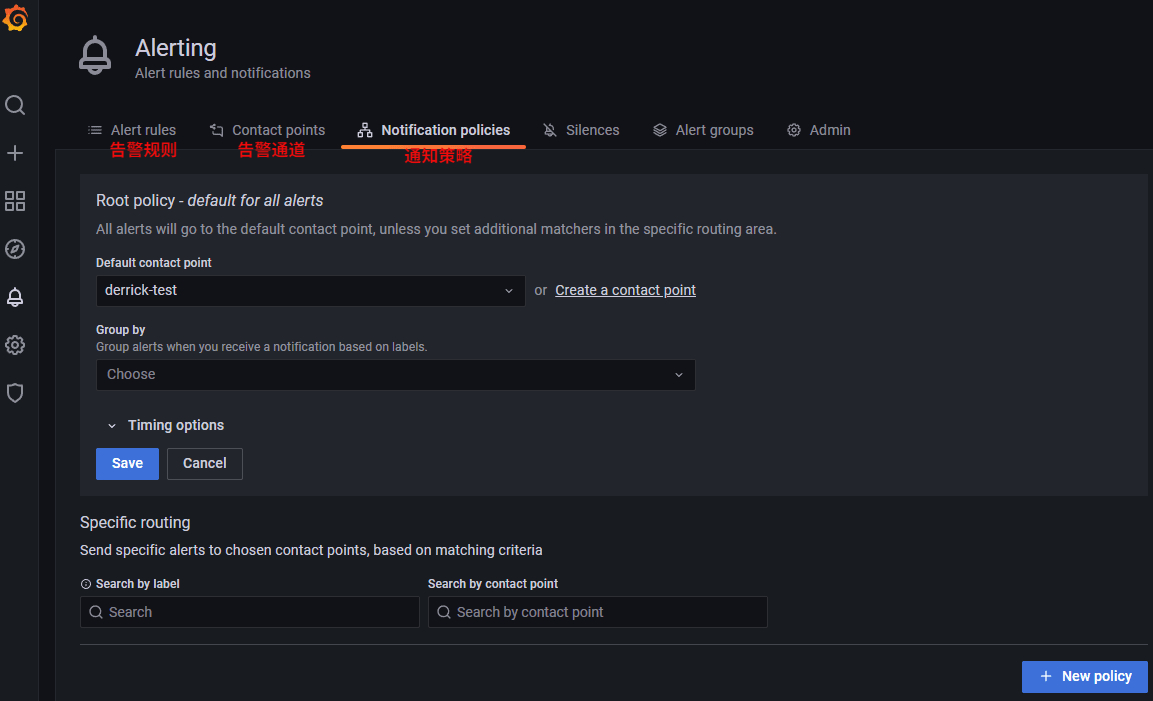 Alerting
Alert rules and notifications
Alert rules
Contact points
Notification policies
Silences
Alert groups
Admin
告警规则
告警通道
通知策略
Root policy - default for all alerts
All alerts will go to the default contact point, unless you set additional matchers in the specific routing area.
Default contact point
derrick-test
or Create a contact point
Group by
Group alerts when you receive a notification based on labels.
Choose
Timing options
Save
Cancel
Specific routing
Send specific alerts to chosen contact points, based on matching criteria
Search by label
Search by contact point
Search
Search by contact point
New policy